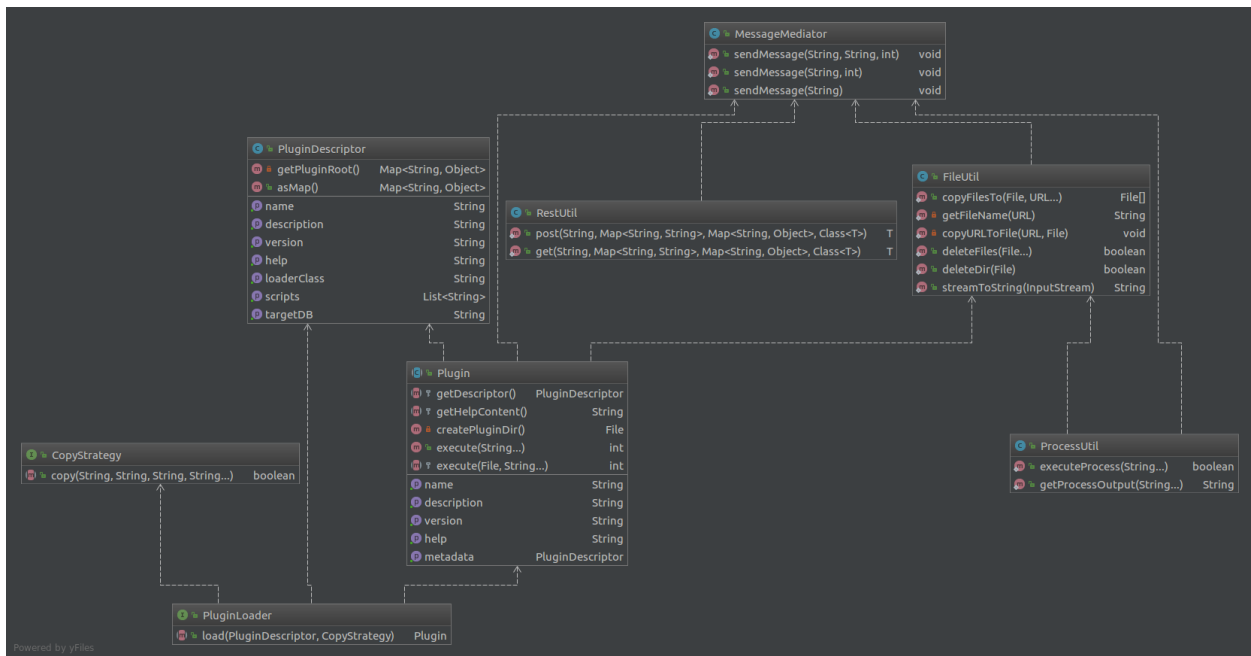 MessageMediator
sendMessage(String, String, int) void
sendMessage(String, int) void
sendMessage(String) void
PluginDescriptor
getPluginRoot() Map<String, Object>
asMap() Map<String, Object>
name String
description String
version String
help String
loaderClass String
scripts List<String>
targetDB String
RestUtil
post(String, Map<String, String>, Map<String, Object>, Class<T>) T
get(String, Map<String, String>, Map<String, Object>, Class<T>) T
FileUtil
copyFilesTo(File, URL...) File[]
getFileName(URL) String
copyURLToFile(URL, File) void
deleteFiles(File...) boolean
deleteDir(File) boolean
streamToString(InputStream) String
Plugin
getDescriptor() PluginDescriptor
getHelpContent() String
createPluginDir() File
execute(String...) int
execute(File, String...) int
name String
description String
version String
help String
metadata PluginDescriptor
CopyStrategy
copy(String, String, String, String...) boolean
ProcessUtil
executeProcess(String...) boolean
getProcessOutput(String...) String
PluginLoader
load(PluginDescriptor, CopyStrategy) Plugin
Powered by yFiles